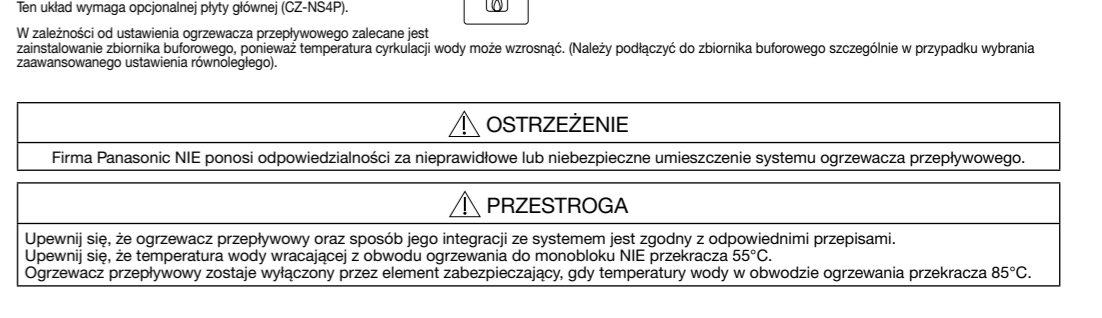 Ten układ wymaga opcjonalnej płyty głównej (CZ-NS4P).
W zależności od ustawienia ogrzewacza przepływowego zalecane jest
zainstalowanie zbiornika buforowego, ponieważ temperatura cyrkulacji wody może wzrosnąć. (Należy podłączyć do zbiornika buforowego szczególnie w przypadku wybrania
zaawansowanego ustawienia równoległego).
OSTRZEŻENIE
Firma Panasonic NIE ponosi odpowiedzialności za nieprawidłowe lub niebezpieczne umieszczenie systemu ogrzewacza przepływowego.
PRZESTROGA
Upewnij się, że ogrzewacz przepływowy oraz sposób jego integracji ze systemem jest zgodny z odpowiednimi przepisami.
Upewnij się, że temperatura wody wracającej z obwodu ogrzewania do monobloku NIE przekracza 55°C.
Ogrzewacz przepływowy zostaje wyłączony przez element zabezpieczający, gdy temperatury wody w obwodzie ogrzewania przekracza 85°C.